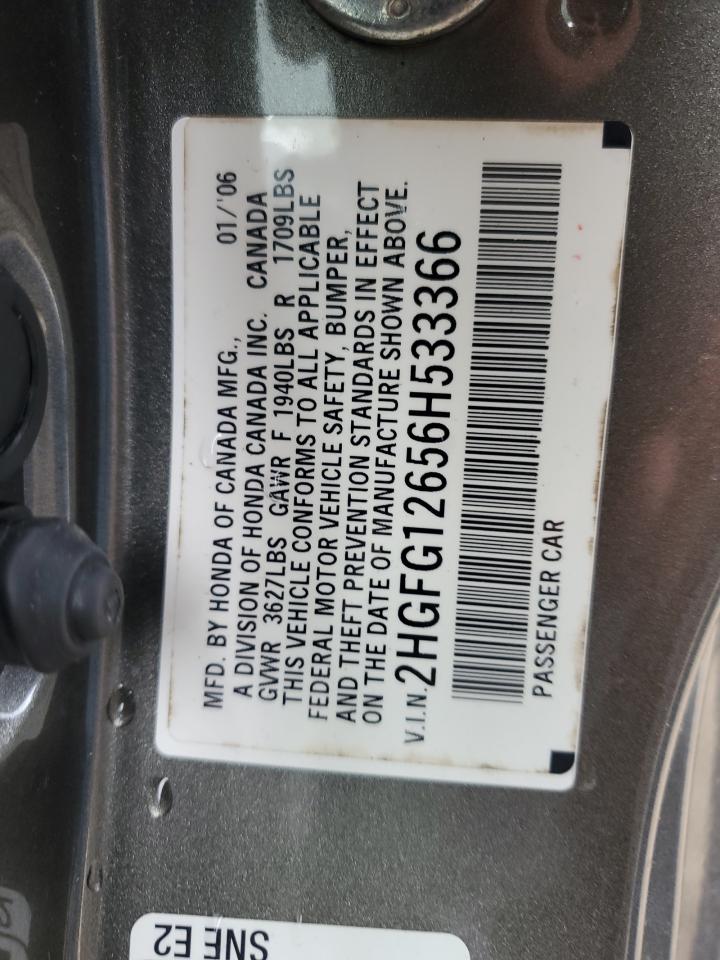 MFD. BY HONDA OF CANADA MFG., 01/'06
A DIVISION OF HONDA CANADA INC. CANADA
GVWR 3627LBS GAWR F 1940LBS R 1709LBS
THIS VEHICLE CONFORMS TO ALL APPLICABLE
FEDERAL MOTOR VEHICLE SAFETY, BUMPER,
AND THEFT PREVENTION STANDARDS IN EFFECT
ON THE DATE OF MANUFACTURE SHOWN ABOVE.
V.I.N. 2HGFG12656H533366
PASSENGER CAR